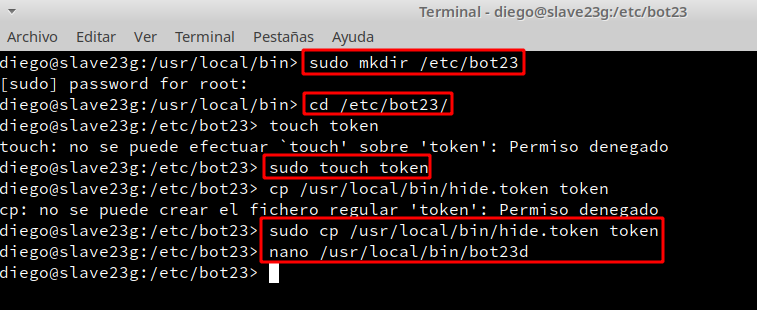 Terminal - diego@slave23g:/etc/bot23
Archivo Editar Ver Terminal Pestañas Ayuda
diego@slave23g:/usr/local/bin> sudo mkdir /etc/bot23
[sudo] password for root:
diego@slave23g:/usr/local/bin> cd /etc/bot23/
diego@slave23g:/etc/bot23> touch token
touch: no se puede efectuar `touch' sobre 'token': Permiso denegado
diego@slave23g:/etc/bot23> sudo touch token
diego@slave23g:/etc/bot23> cp /usr/local/bin/hide.token token
cp: no se puede crear el fichero regular 'token': Permiso denegado
diego@slave23g:/etc/bot23> sudo cp /usr/local/bin/hide.token token
diego@slave23g:/etc/bot23> nano /usr/local/bin/bot23d
diego@slave23g:/etc/bot23>